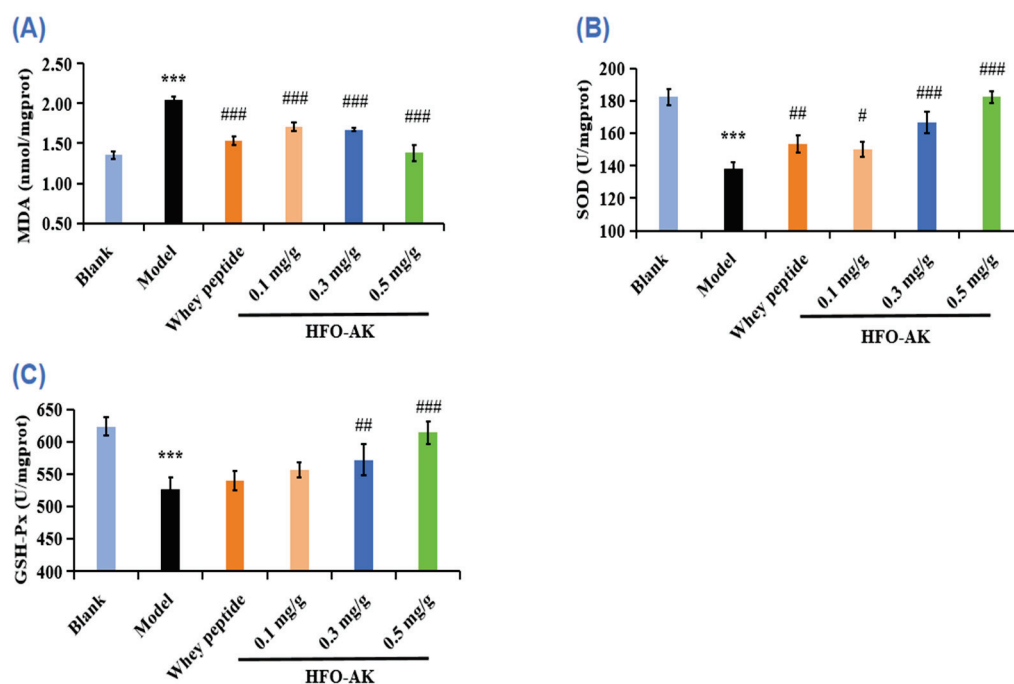 (A)
MDA (nmol/mgprot)
2.50
2.00
1.50
1.00
0.50
***
###
###
###
###
Blank
Model
Whey peptide
0.1 mg/g
0.3 mg/g
0.5 mg/g
HFO-AK
(B)
SOD (U/mgprot)
200
180
160
140
120
100
***
##
#
###
###
Blank
Model
Whey peptide
0.1 mg/g
0.3 mg/g
0.5 mg/g
HFO-AK
(C)
GSH-Px (U/mgprot)
650
600
550
500
450
400
***
##
###
Blank
Model
Whey peptide
0.1 mg/g
0.3 mg/g
0.5 mg/g
HFO-AK